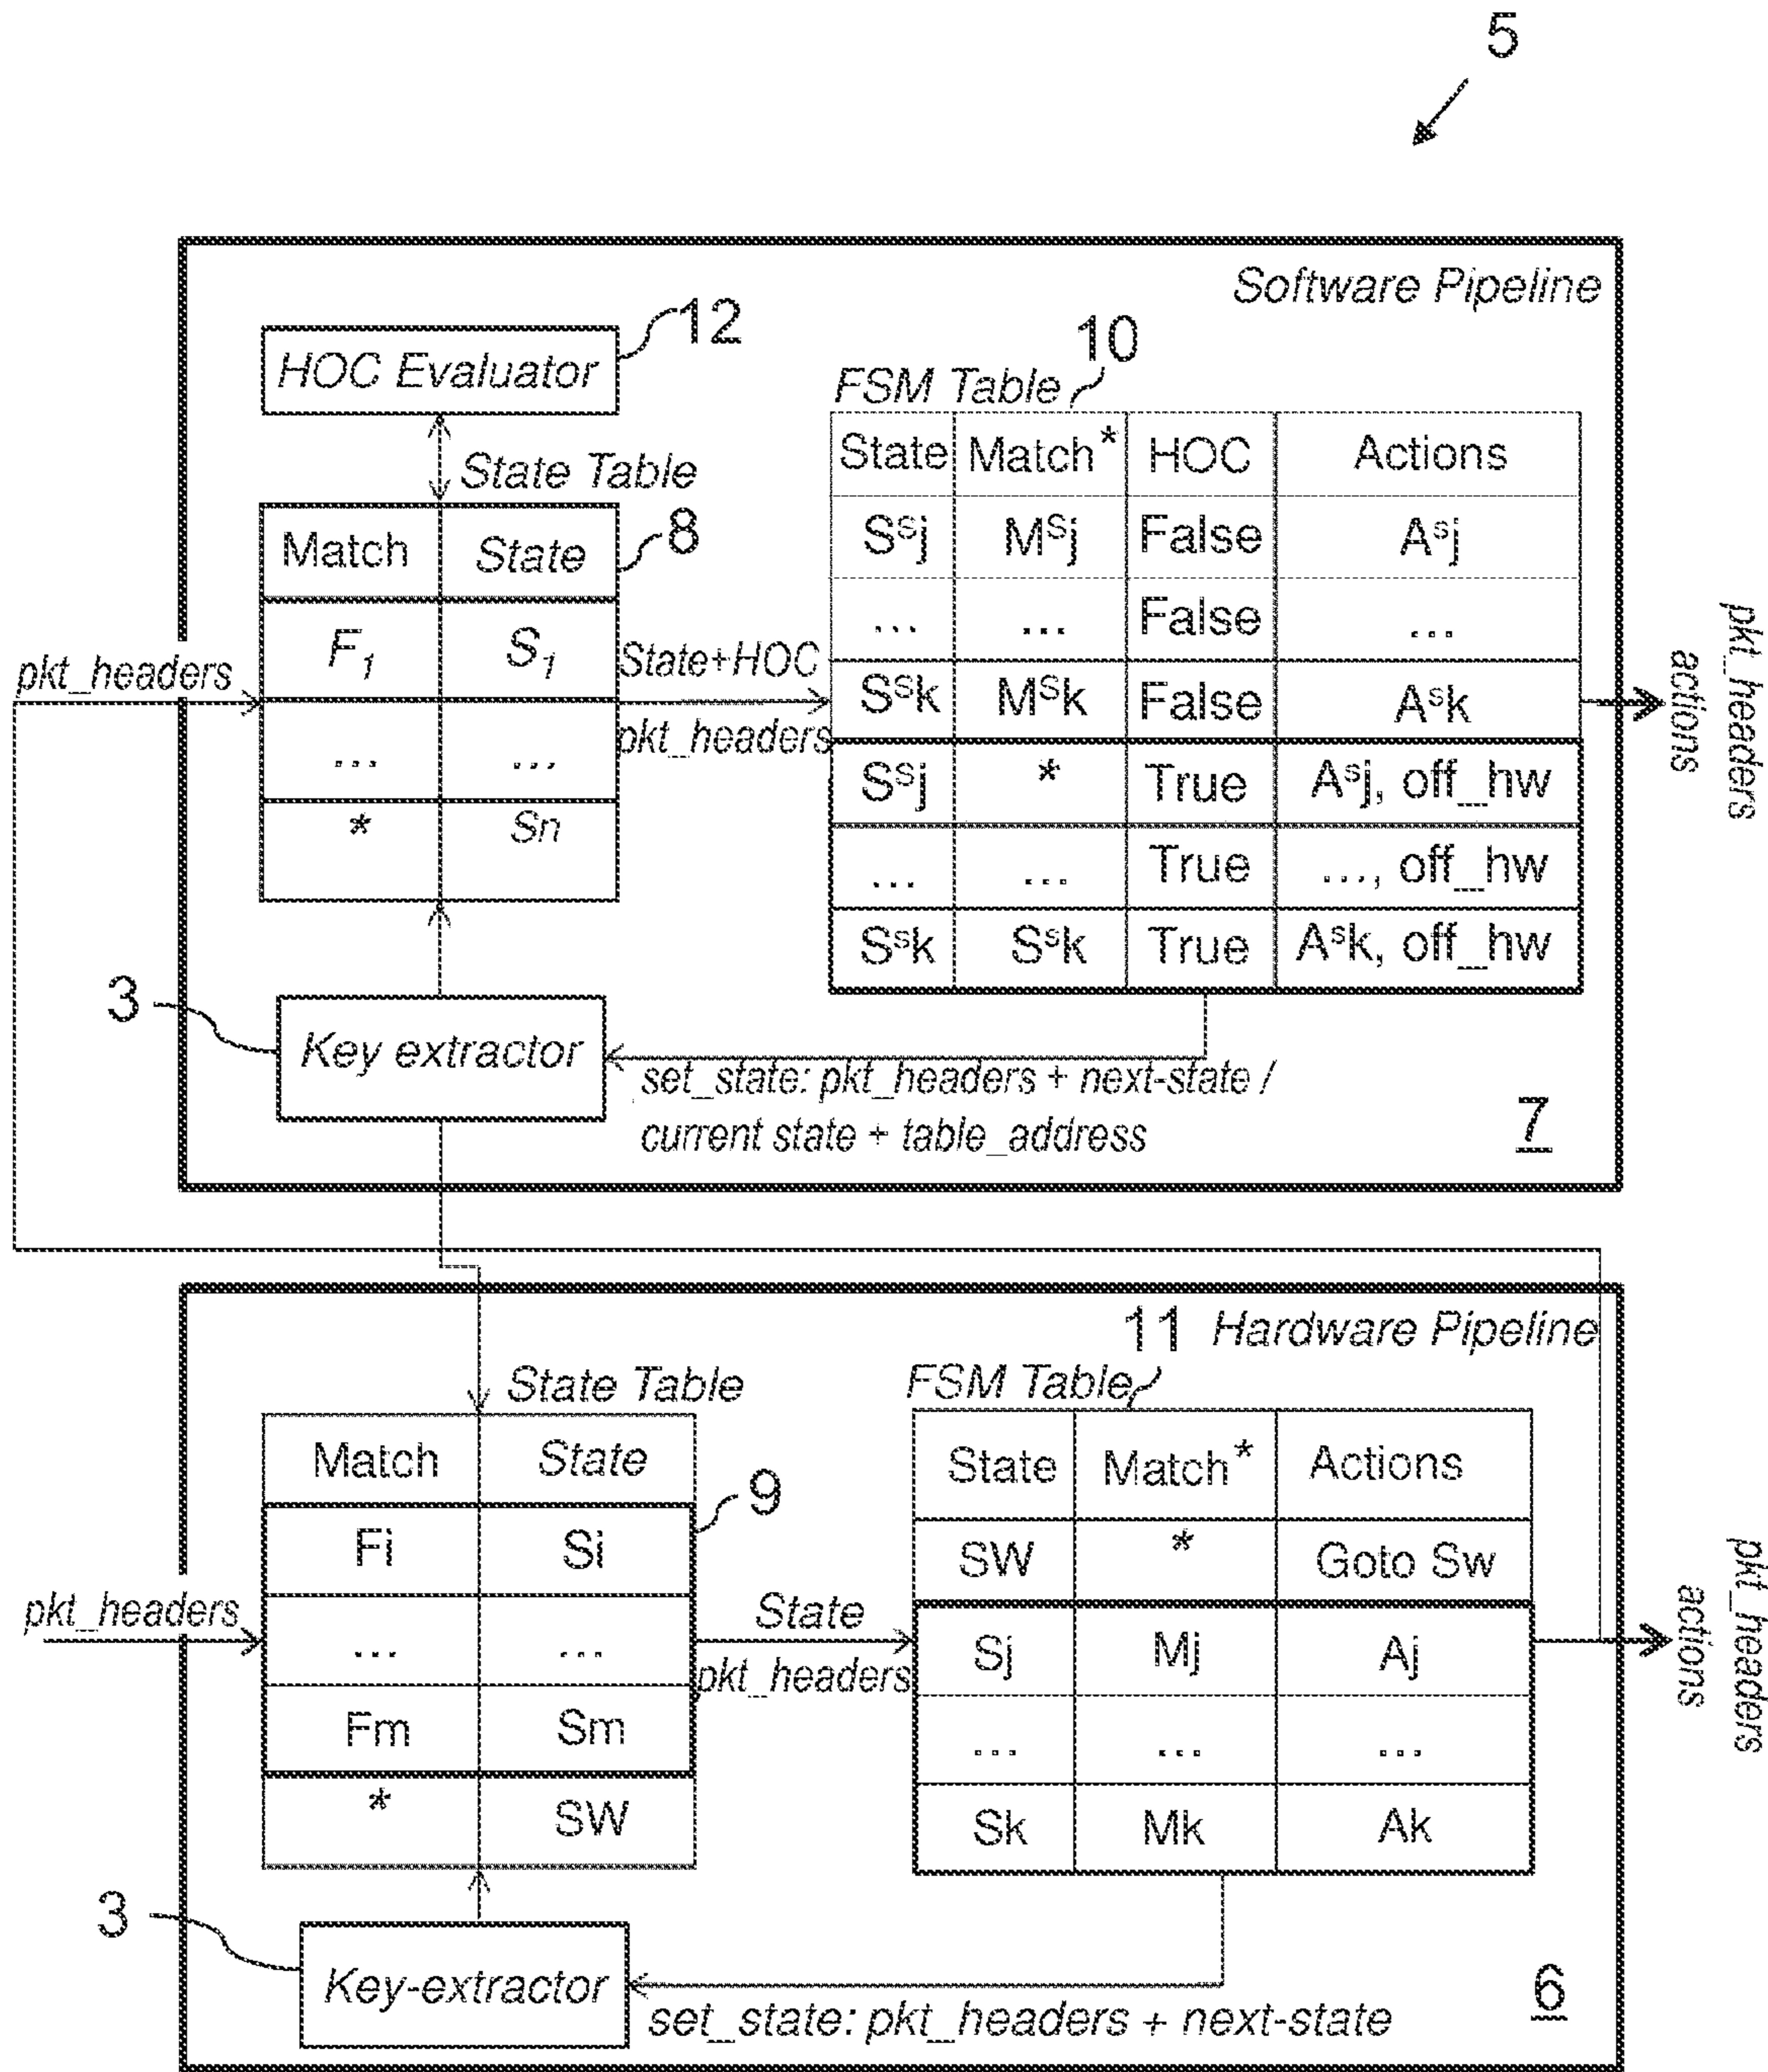 5
Software Pipeline
12
HOC Evaluator
10
FSM Table
State Match* HOC Actions
Sˢj Mˢj False Aˢj
... ... False ...
Sˢk Mˢk False Aˢk
Sˢj * True Aˢj, off_hw
... ... True ..., off_hw
Sˢk Sˢk True Aˢk, off_hw
State Table
8
Match State
F₁ S₁
... ...
* Sn
pkt_headers
State+HOC
pkt_headers
pkt_headers
actions
3
Key extractor
set_state: pkt_headers + next-state /
current state + table_address
7
11 Hardware Pipeline
State Table
FSM Table
9
Match State
Fi Si
... ...
Fm Sm
* SW
pkt_headers
State
pkt_headers
State Match* Actions
SW * Goto Sw
Sj Mj Aj
... ... ...
Sk Mk Ak
pkt_headers
actions
3
Key-extractor
set_state: pkt_headers + next-state
6